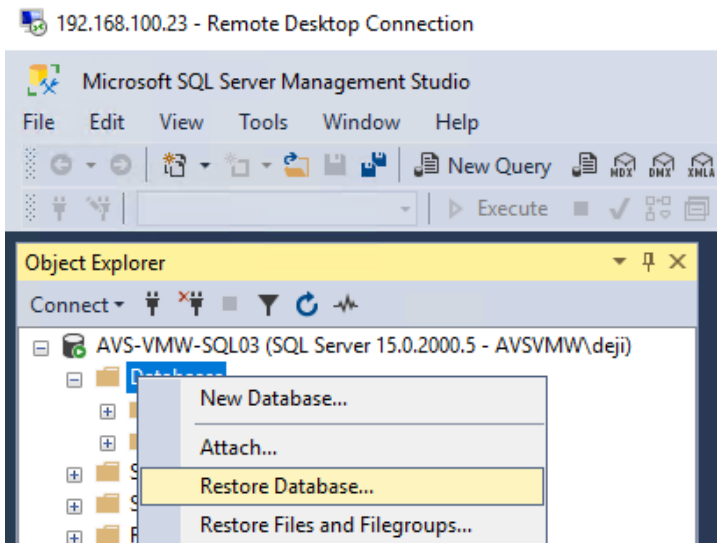 192.168.100.23 - Remote Desktop Connection
Microsoft SQL Server Management Studio
File Edit View Tools Window Help
New Query MDX DMX XMLA
Execute
Object Explorer
Connect
AVS-VMW-SQL03 (SQL Server 15.0.2000.5 - AVSVMW\deji)
Databases
New Database...
Attach...
Restore Database...
Restore Files and Filegroups...